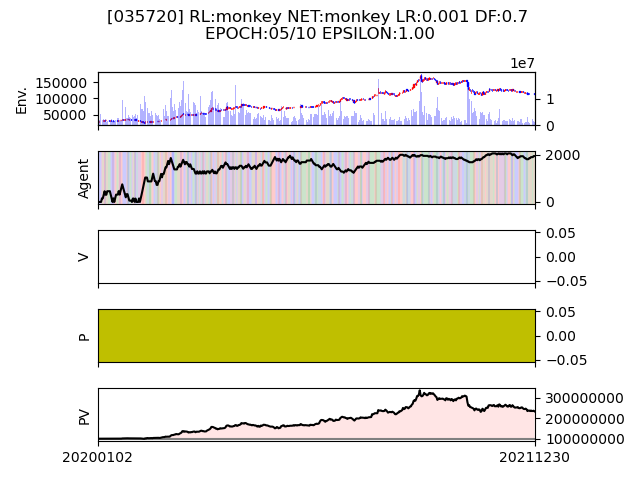 [035720] RL:monkey NET:monkey LR:0.001 DF:0.7
EPOCH:05/10 EPSILON:1.00
1e7
Env.
150000
100000
50000
1
0
Agent
2000
0
V
0.05
0.00
−0.05
P
0.05
0.00
−0.05
PV
300000000
200000000
100000000
20200102
20211230